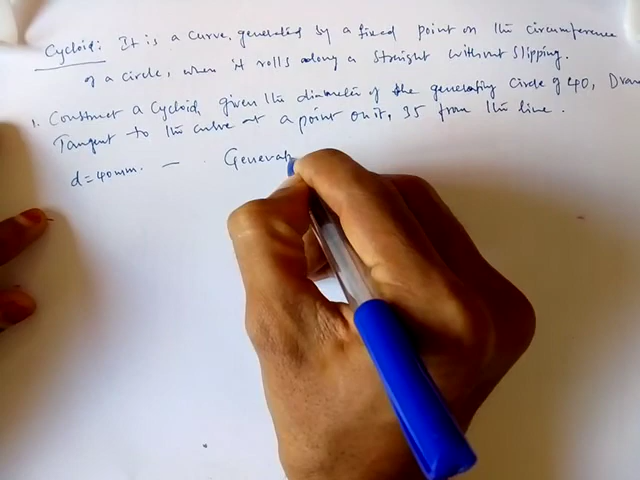 Cycloid: It is a curve, generated by a fixed point on the circumference
of a circle, when it rolls along a straight without slipping.
1. Construct a Cycloid given the diameter of the generating circle of 40, Draw
Tangent to the curve at a point on it, 35 from the line.
d=40mm. — Generat